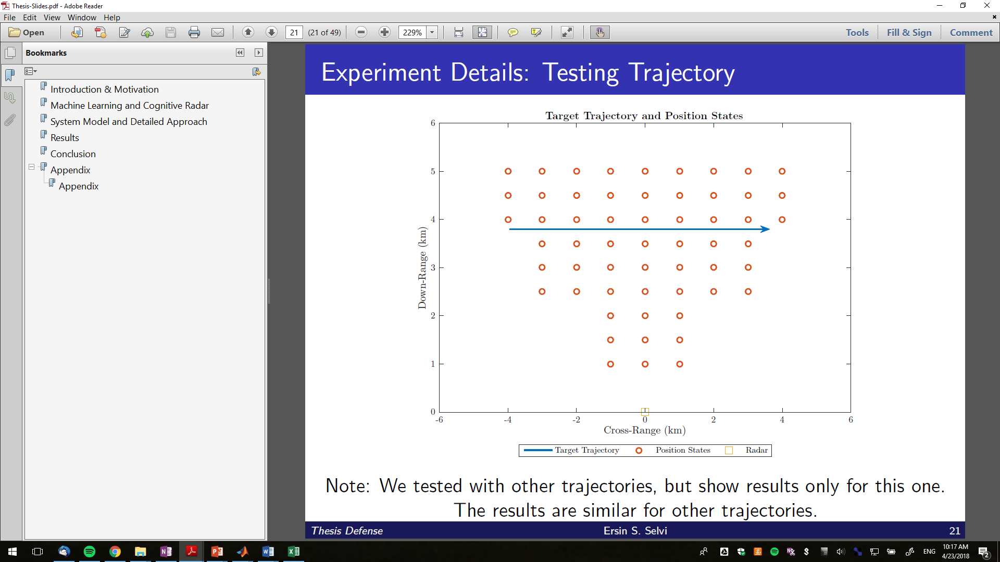 Thesis-Slides.pdf - Adobe Reader
File Edit View Window Help
Open 21 (21 of 49) 229% Tools Fill & Sign Comment
Bookmarks
Introduction & Motivation
Machine Learning and Cognitive Radar
System Model and Detailed Approach
Results
Conclusion
Appendix
Appendix
Experiment Details: Testing Trajectory
Target Trajectory and Position States
6
5
4
3
2
1
0
Down-Range (km)
-6 -4 -2 0 2 4 6
Cross-Range (km)
Target Trajectory Position States Radar
Note: We tested with other trajectories, but show results only for this one.
The results are similar for other trajectories.
Thesis Defense Ersin S. Selvi 21
ENG 10:17 AM
4/23/2018 2